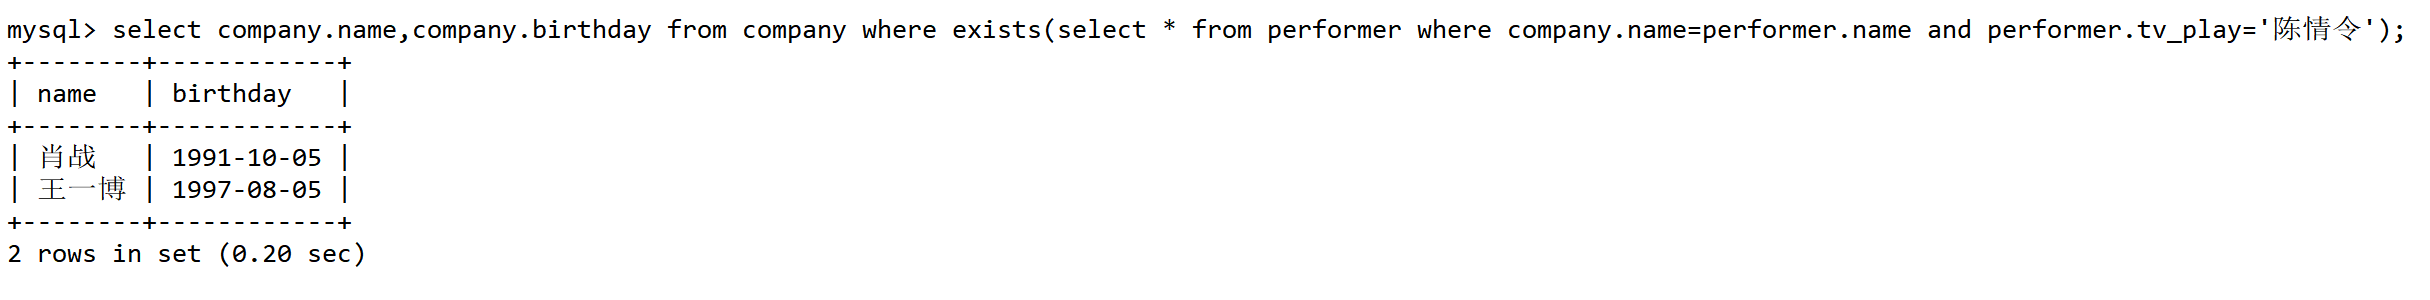 mysql> select company.name,company.birthday from company where exists(select * from performer where company.name=performer.name and performer.tv_play='陈情令');
+--------+------------+
| name   | birthday   |
+--------+------------+
| 肖战   | 1991-10-05 |
| 王一博 | 1997-08-05 |
+--------+------------+
2 rows in set (0.20 sec)